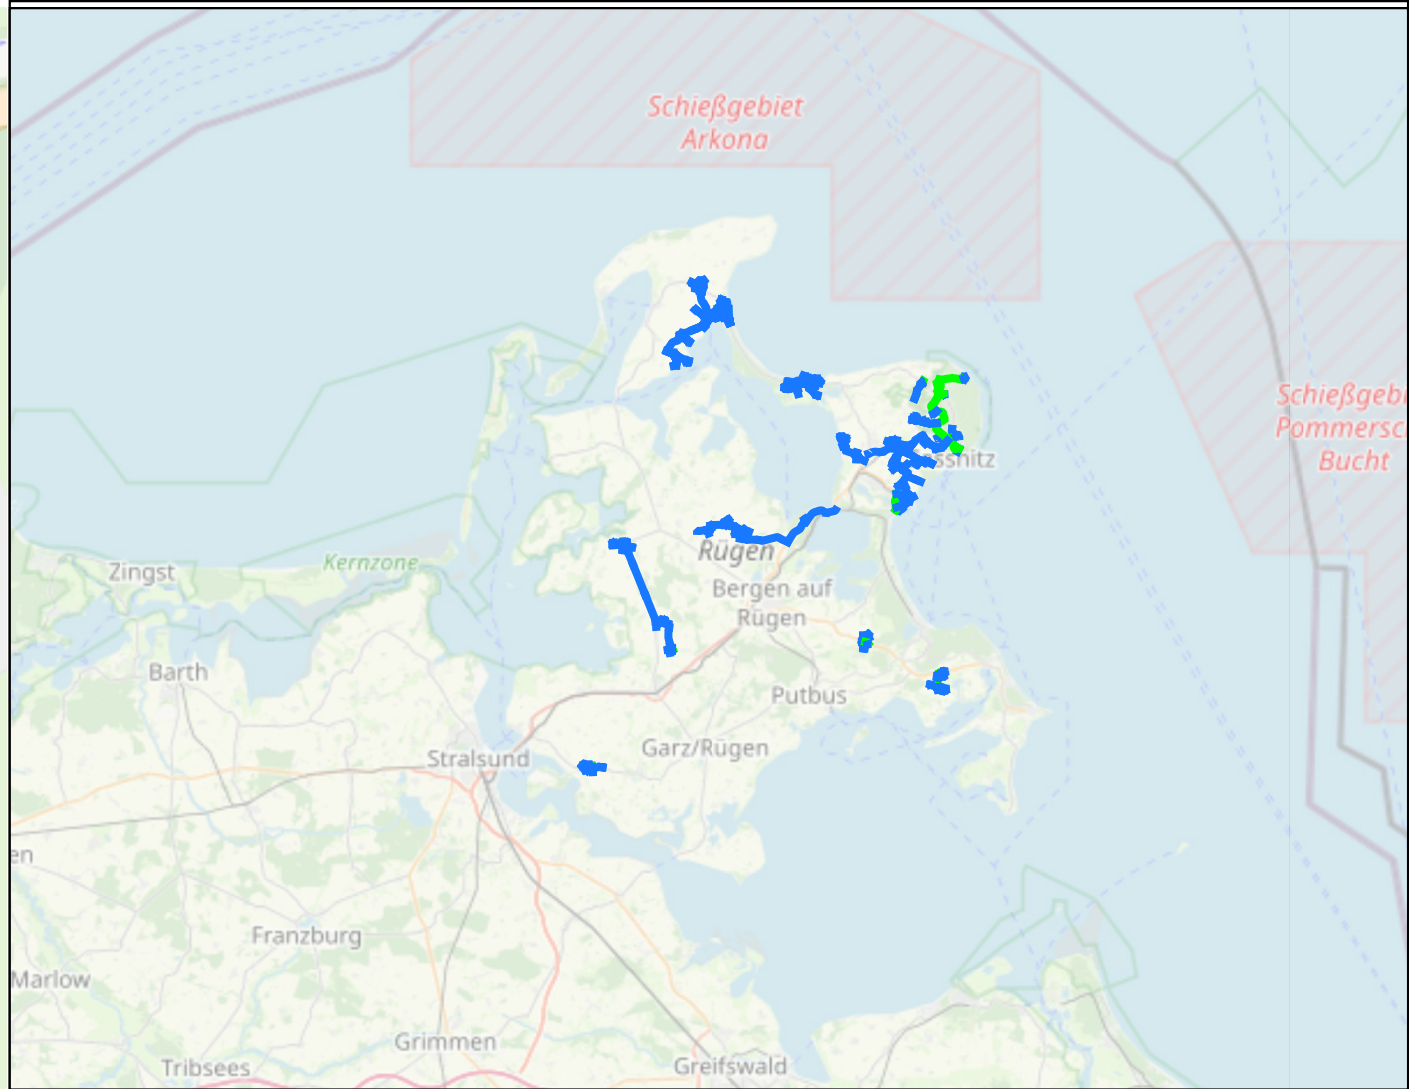 Schießgebiet
Arkona
Schießgebi
Pommersc
Bucht
ssnitz
Rügen
Kernzone
Zingst
Bergen auf
Rügen
Barth
Putbus
Garz/Rügen
Stralsund
en
Franzburg
Marlow
Grimmen
Greifswald
Tribsees